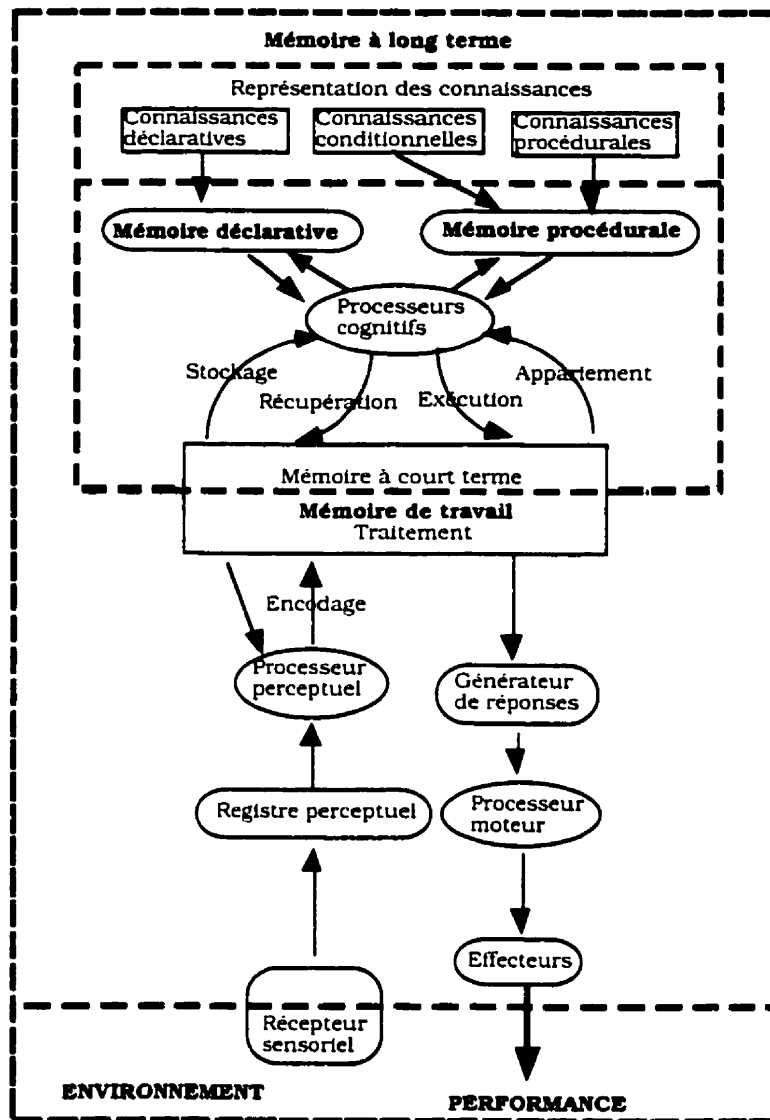 Mémoire à long terme
Représentation des connaissances
Connaissances
déclaratives
Connaissances
conditionnelles
Connaissances
procédurales
Mémoire déclarative
Mémoire procédurale
Processeurs
cognitifs
Stockage
Récupération
Exécution
Appariement
Mémoire à court terme
Mémoire de travail
Traitement
Encodage
Processeur
perceptuel
Générateur
de réponses
Registre perceptuel
Processeur
moteur
Effecteurs
Récepteur
sensoriel
ENVIRONNEMENT
PERFORMANCE